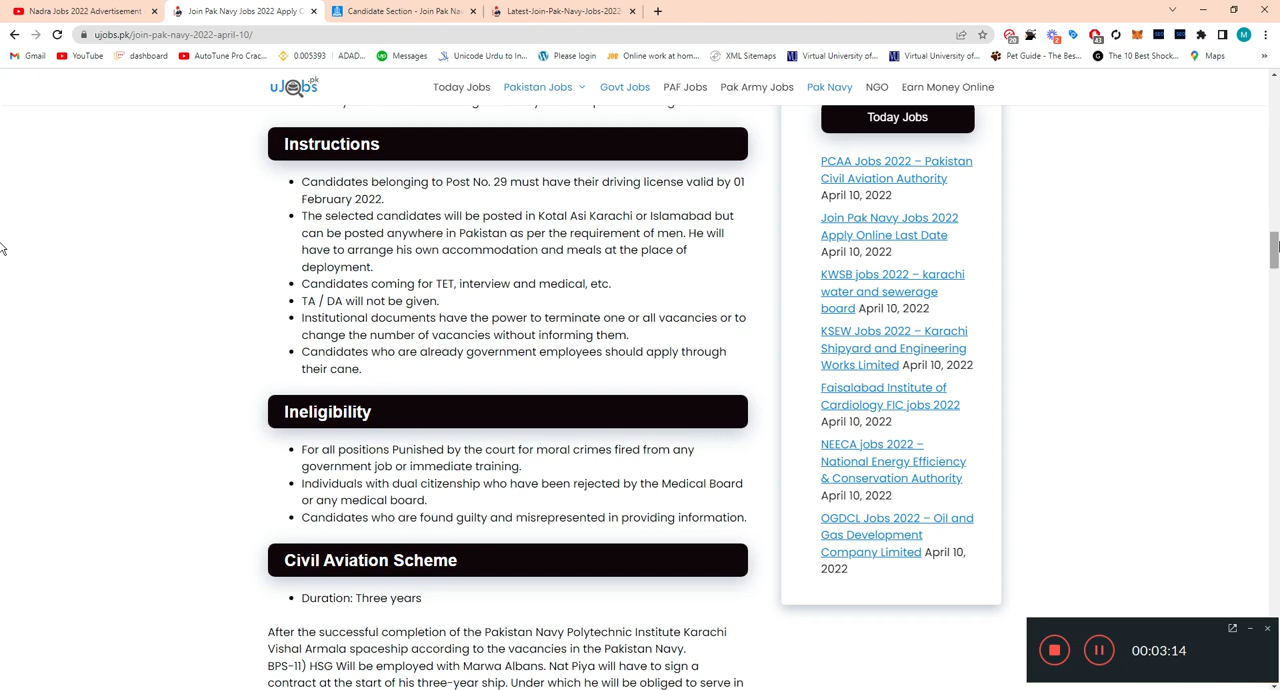 Nadra Jobs 2022 Advertisement
Join Pak Navy Jobs 2022 Apply O
Candidate Section - Join Pak Nav
Latest-Join-Pak-Navy-Jobs-2022-
ujobs.pk/join-pak-navy-2022-april-10/
20
2
43
SEO
SEO
M
Gmail
YouTube
dashboard
AutoTune Pro Crac...
ADAD...
Messages
Unicode Urdu to In...
Please login
Online work at hom...
XML Sitemaps
Virtual University of...
Virtual University of...
Pet Guide - The Bes...
The 10 Best Shock...
Maps
»
uJobs.pk
Today Jobs
Pakistan Jobs
Govt Jobs
PAF Jobs
Pak Army Jobs
Pak Navy
NGO
Earn Money Online
Instructions
Candidates belonging to Post No. 29 must have their driving license valid by 01
February 2022.
The selected candidates will be posted in Kotal Asi Karachi or Islamabad but
can be posted anywhere in Pakistan as per the requirement of men. He will
have to arrange his own accommodation and meals at the place of
deployment.
Candidates coming for TET, interview and medical, etc.
TA / DA will not be given.
Institutional documents have the power to terminate one or all vacancies or to
change the number of vacancies without informing them.
Candidates who are already government employees should apply through
their cane.
Ineligibility
For all positions Punished by the court for moral crimes fired from any
government job or immediate training.
Individuals with dual citizenship who have been rejected by the Medical Board
or any medical board.
Candidates who are found guilty and misrepresented in providing information.
Civil Aviation Scheme
Duration: Three years
After the successful completion of the Pakistan Navy Polytechnic Institute Karachi
Vishal Armala graceship according to the vacancies in the Pakistan Navy.
BPS-11) HSG Will be employed with Marwa Albans. Nat Piya will have to sign a
contract at the start of his three-year ship. Under which he will be obliged to serve in
Today Jobs
PCAA Jobs 2022 – Pakistan
Civil Aviation Authority
April 10, 2022
Join Pak Navy Jobs 2022
Apply Online Last Date
April 10, 2022
KWSB jobs 2022 – karachi
water and sewerage
board April 10, 2022
KSEW Jobs 2022 – Karachi
Shipyard and Engineering
Works Limited April 10, 2022
Faisalabad Institute of
Cardiology FIC jobs 2022
April 10, 2022
NEECA jobs 2022 –
National Energy Efficiency
& Conservation Authority
April 10, 2022
OGDCL Jobs 2022 – Oil and
Gas Development
Company Limited April 10,
2022
00:03:14